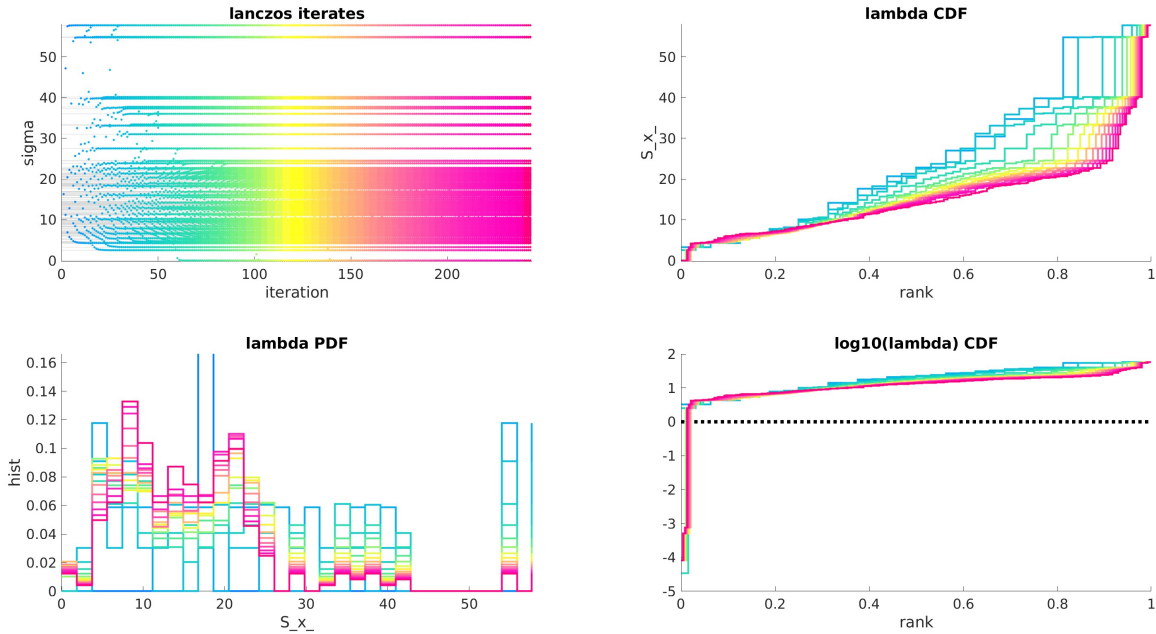 lanczos iterates
50
40
30
20
10
0
sigma
0 50 100 150 200
iteration
lambda CDF
50
40
30
20
10
0
S_x_
0 0.2 0.4 0.6 0.8 1
rank
lambda PDF
0.16
0.14
0.12
0.1
0.08
0.06
0.04
0.02
0
hist
0 10 20 30 40 50
S_x_
log10(lambda) CDF
2
1
0
-1
-2
-3
-4
-5
0 0.2 0.4 0.6 0.8 1
rank